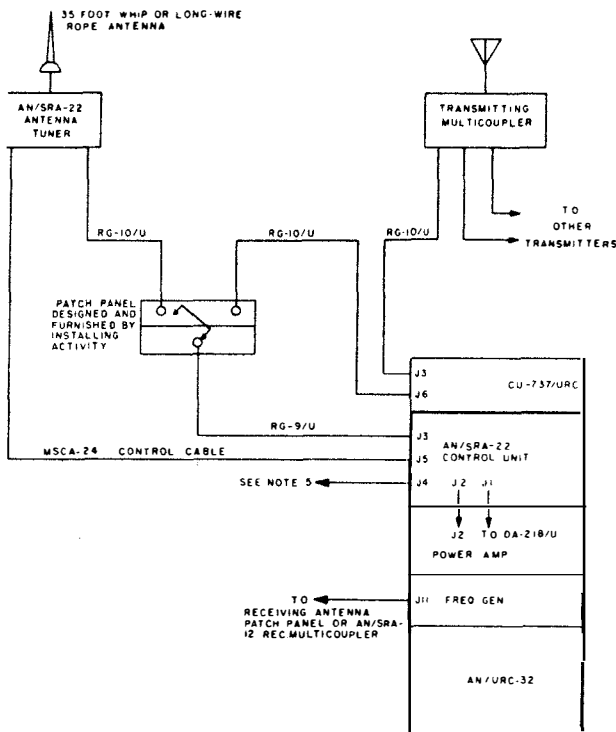 35 FOOT WHIP OR LONG-WIRE
ROPE ANTENNA
AN/SRA-22
ANTENNA
TUNER
TRANSMITTING
MULTICOUPLER
TO
OTHER
TRANSMITTERS
RG-10/U
RG-10/U
RG-10/U
PATCH PANEL
DESIGNED AND
FURNISHED BY
INSTALLING
ACTIVITY
J3
CU-737/URC
J6
RG-9/U
J3
AN/SRA-22
CONTROL UNIT
MSCA-24 CONTROL CABLE
J5
SEE NOTE 5
J4
J2 J1
J2 TO DA-218/U
POWER AMP
TO
RECEIVING ANTENNA
PATCH PANEL OR AN/SRA-
12 REC.MULTICOUPLER
J11 FREQ GEN
AN/URC-32